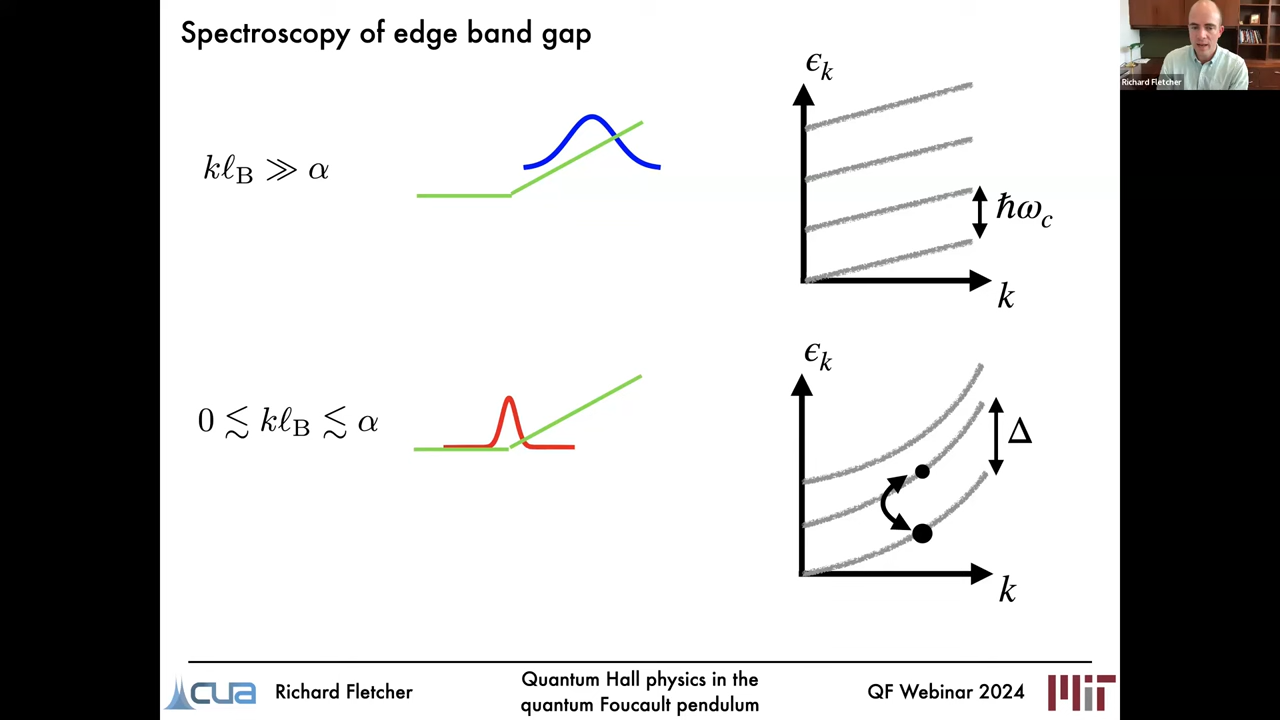 Spectroscopy of edge band gap
Richard Fletcher
kℓ_B ≫ α
ϵ_k
ħω_c
k
0 ≲ kℓ_B ≲ α
ϵ_k
Δ
k
CUA
Richard Fletcher
Quantum Hall physics in the
quantum Foucault pendulum
QF Webinar 2024
MIT